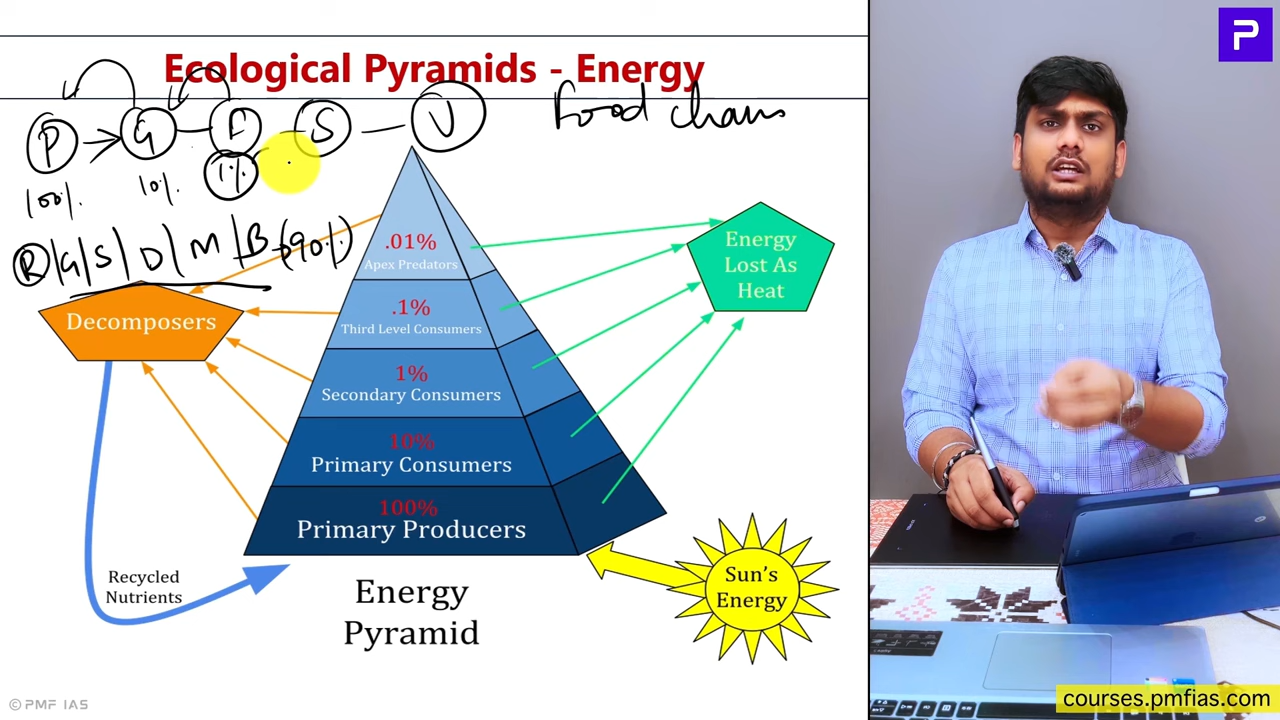 P
Ecological Pyramids - Energy
Food chains
P → G — F — S — V
100%. 10%. 1%
R|G|S|D|M|B (90%)
.01%
Apex Predators
.1%
Third Level Consumers
1%
Secondary Consumers
10%
Primary Consumers
100%
Primary Producers
Decomposers
Energy
Lost As
Heat
Recycled
Nutrients
Sun's
Energy
Energy
Pyramid
© PMF IAS
courses.pmfias.com